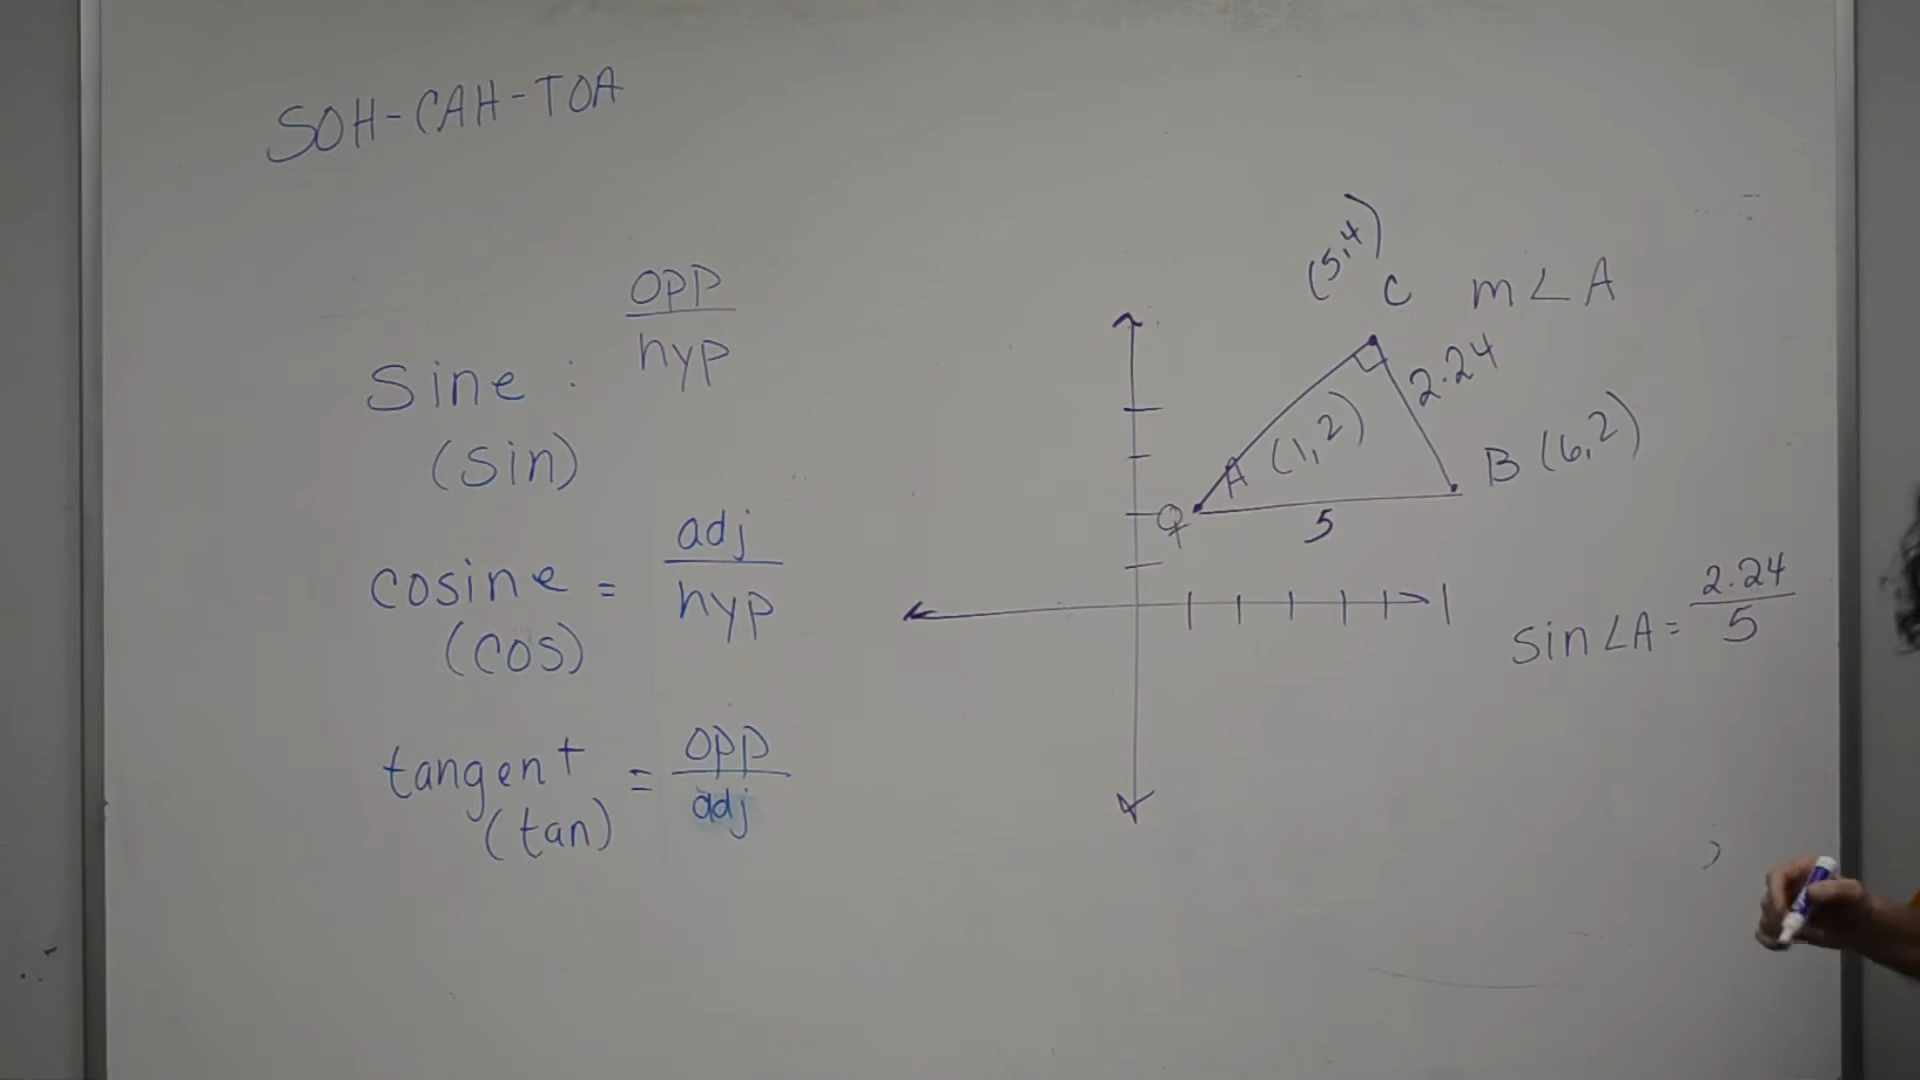 SOH-CAH-TOA
Sine : opp
hyp
(sin)
cosine = adj
hyp
(cos)
tangent = opp
adj
(tan)
(5,4)
C m∠A
2.24
A (1,2)
B (6,2)
5
sin∠A = 2.24
5